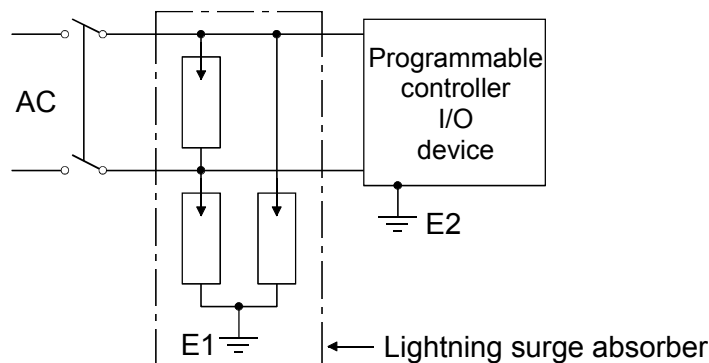 Programmable
controller
I/O
device
AC
E2
E1
Lightning surge absorber